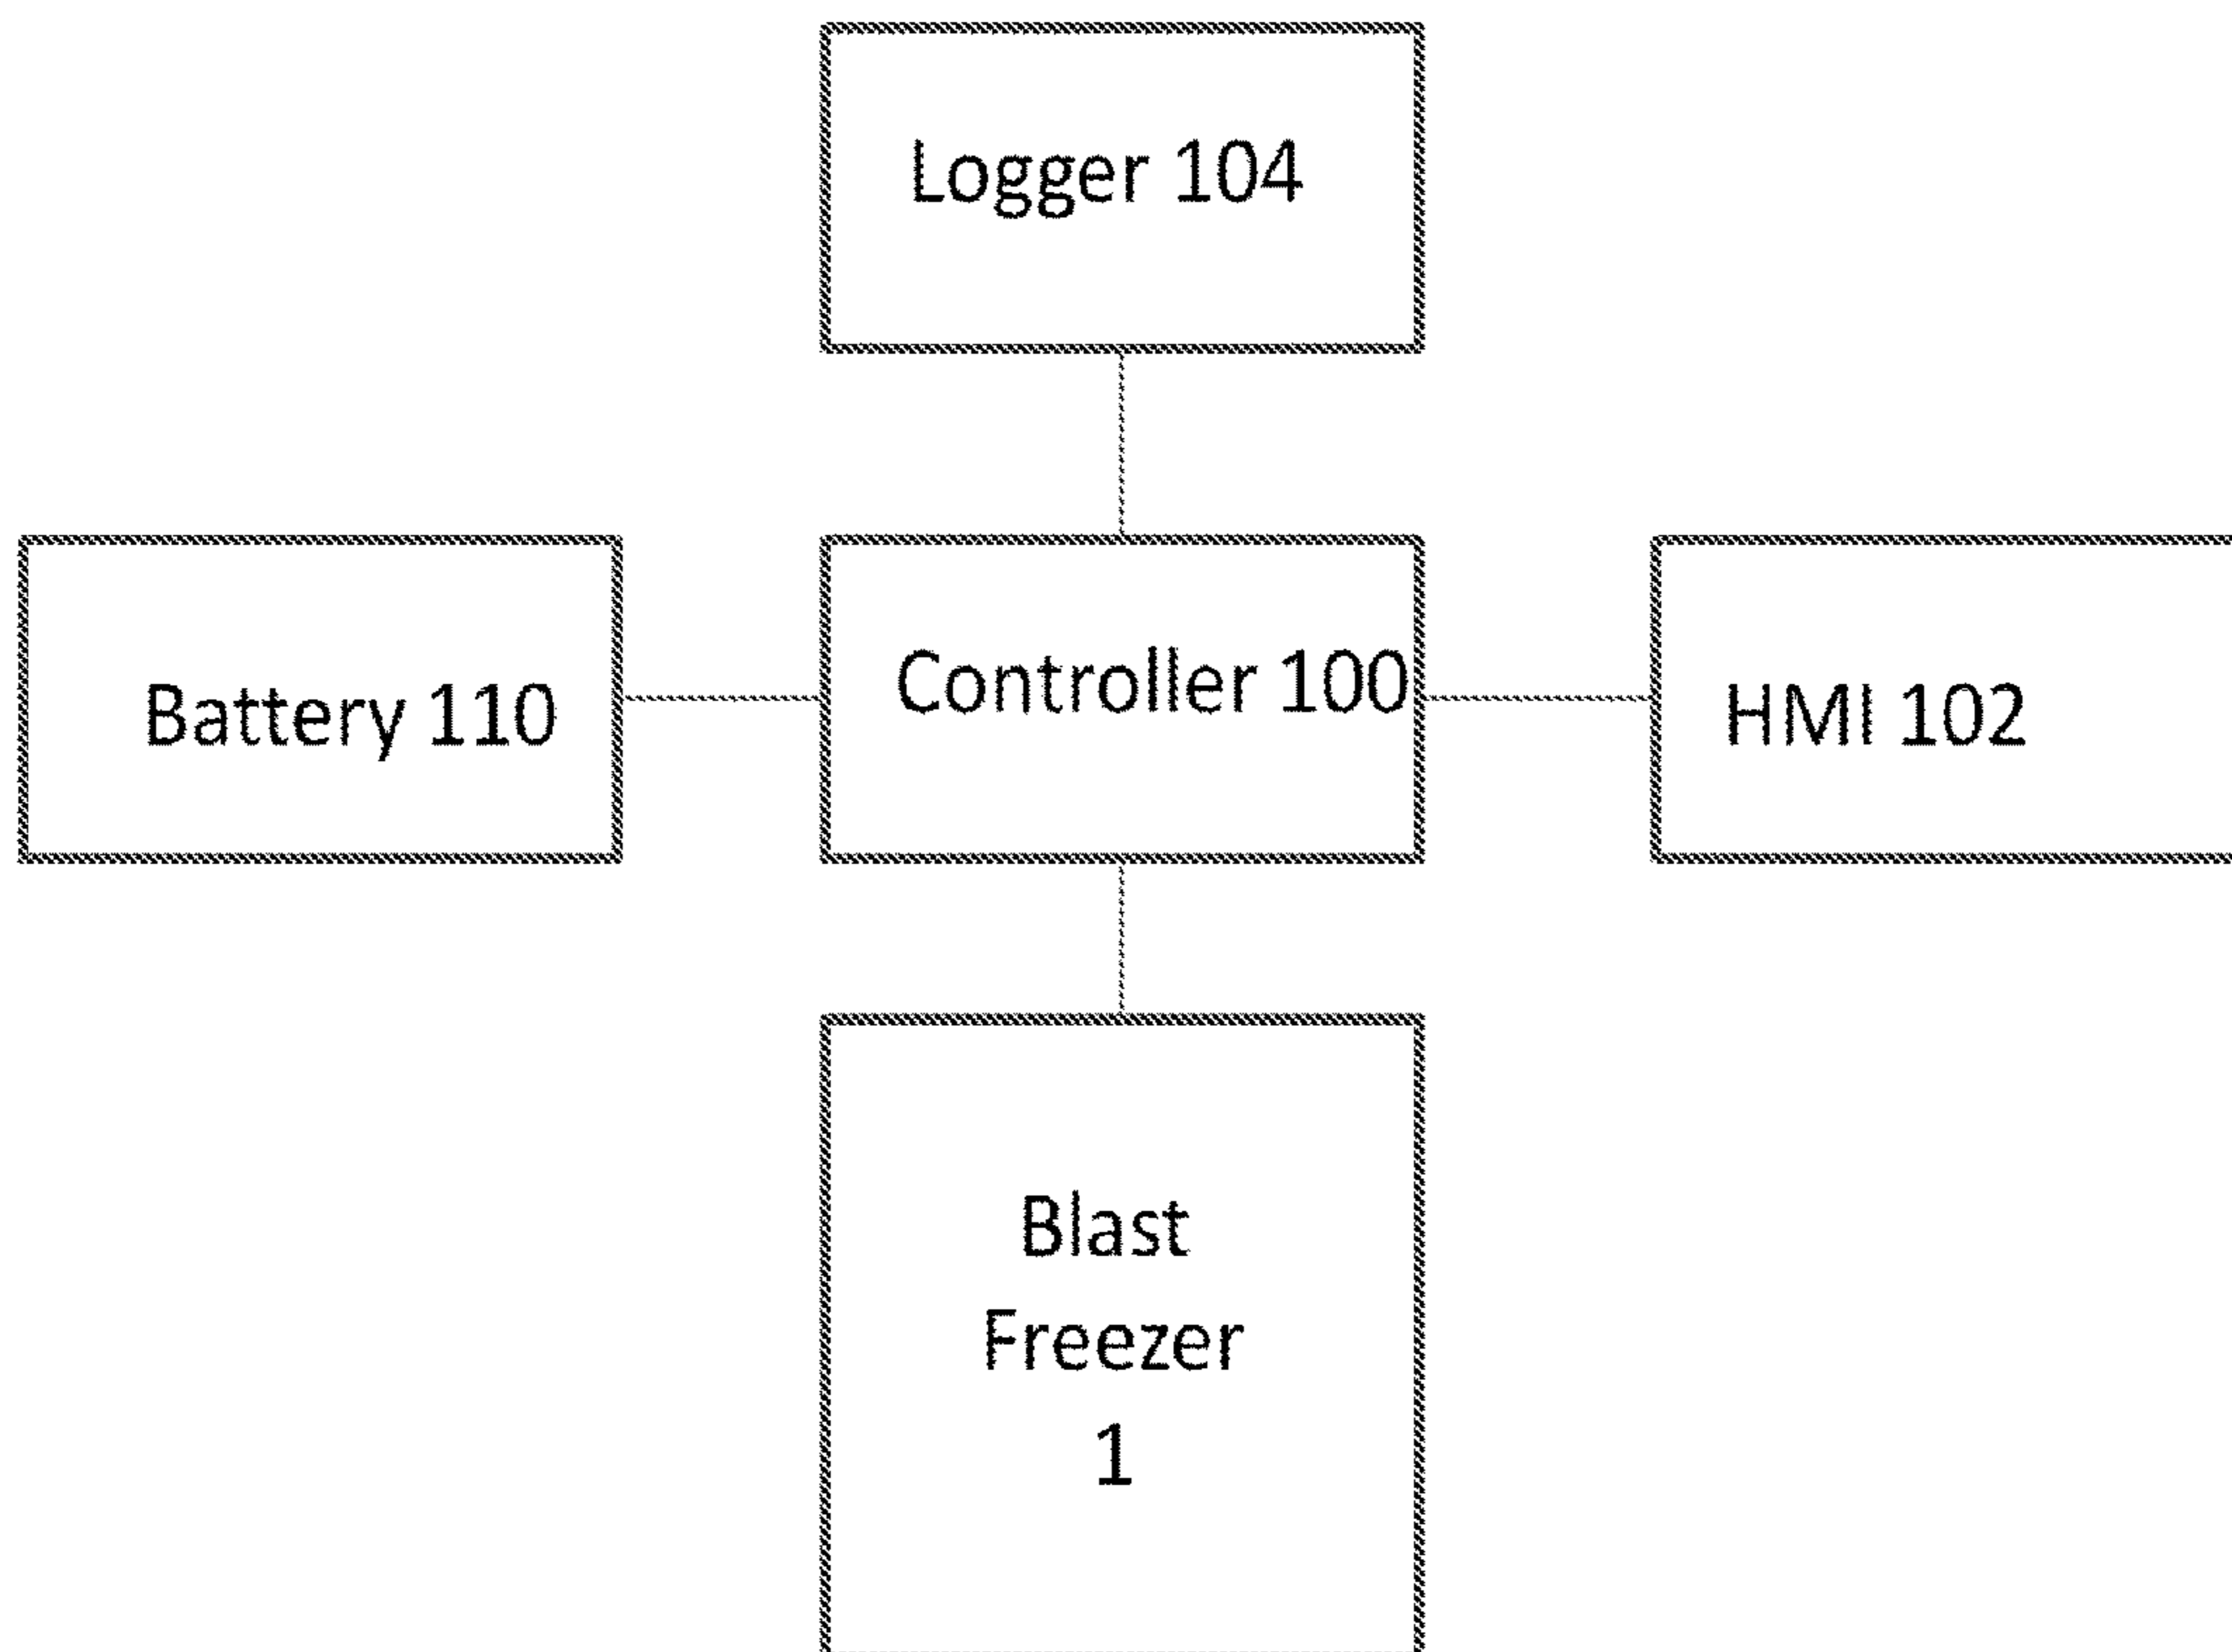 Logger 104
Battery 110
Controller 100
HMI 102
Blast
Freezer
1